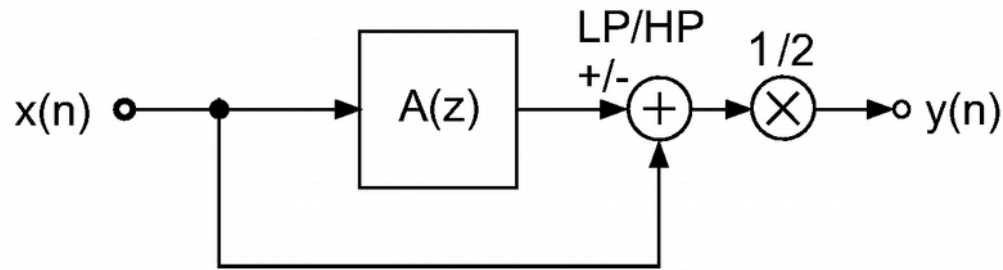 LP/HP
+/-
1/2
x(n)
A(z)
+
×
y(n)